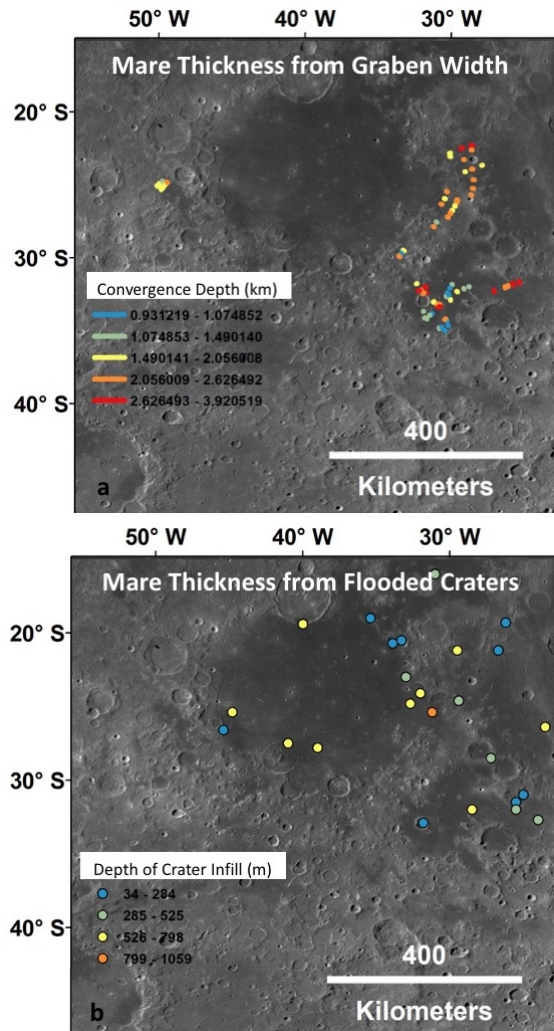 50° W 40° W 30° W
Mare Thickness from Graben Width
20° S
30° S
Convergence Depth (km)
0.931219 - 1.074852
1.074853 - 1.490140
1.490141 - 2.056008
2.056009 - 2.626492
2.626493 - 3.920519
40° S
400
Kilometers
a
50° W 40° W 30° W
Mare Thickness from Flooded Craters
20° S
30° S
Depth of Crater Infill (m)
34 - 284
285 - 525
526 - 798
799 - 1059
40° S
400
Kilometers
b